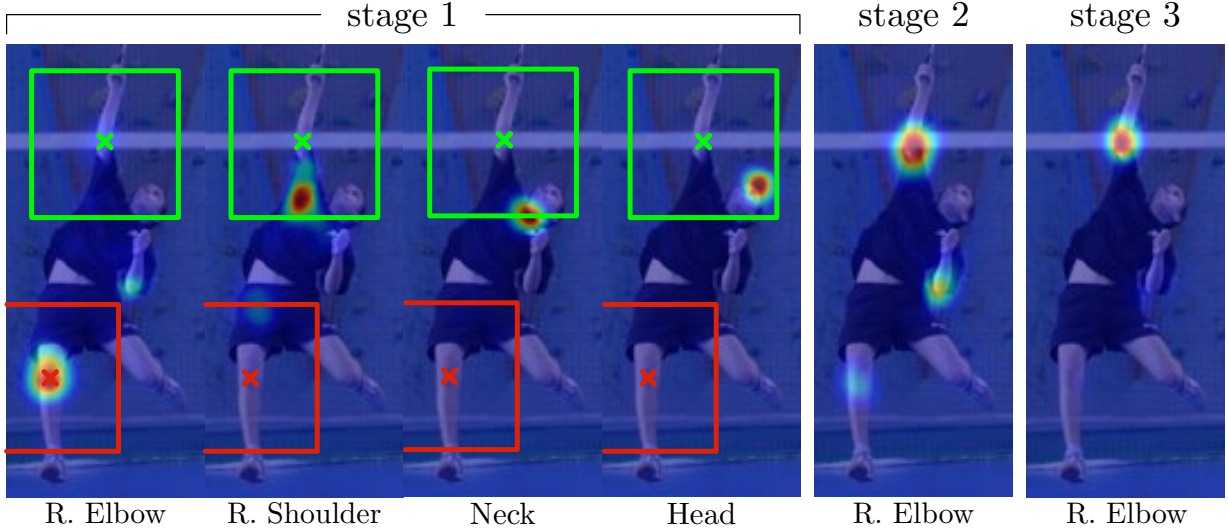 stage 1
stage 2
stage 3
R. Elbow
R. Shoulder
Neck
Head
R. Elbow
R. Elbow